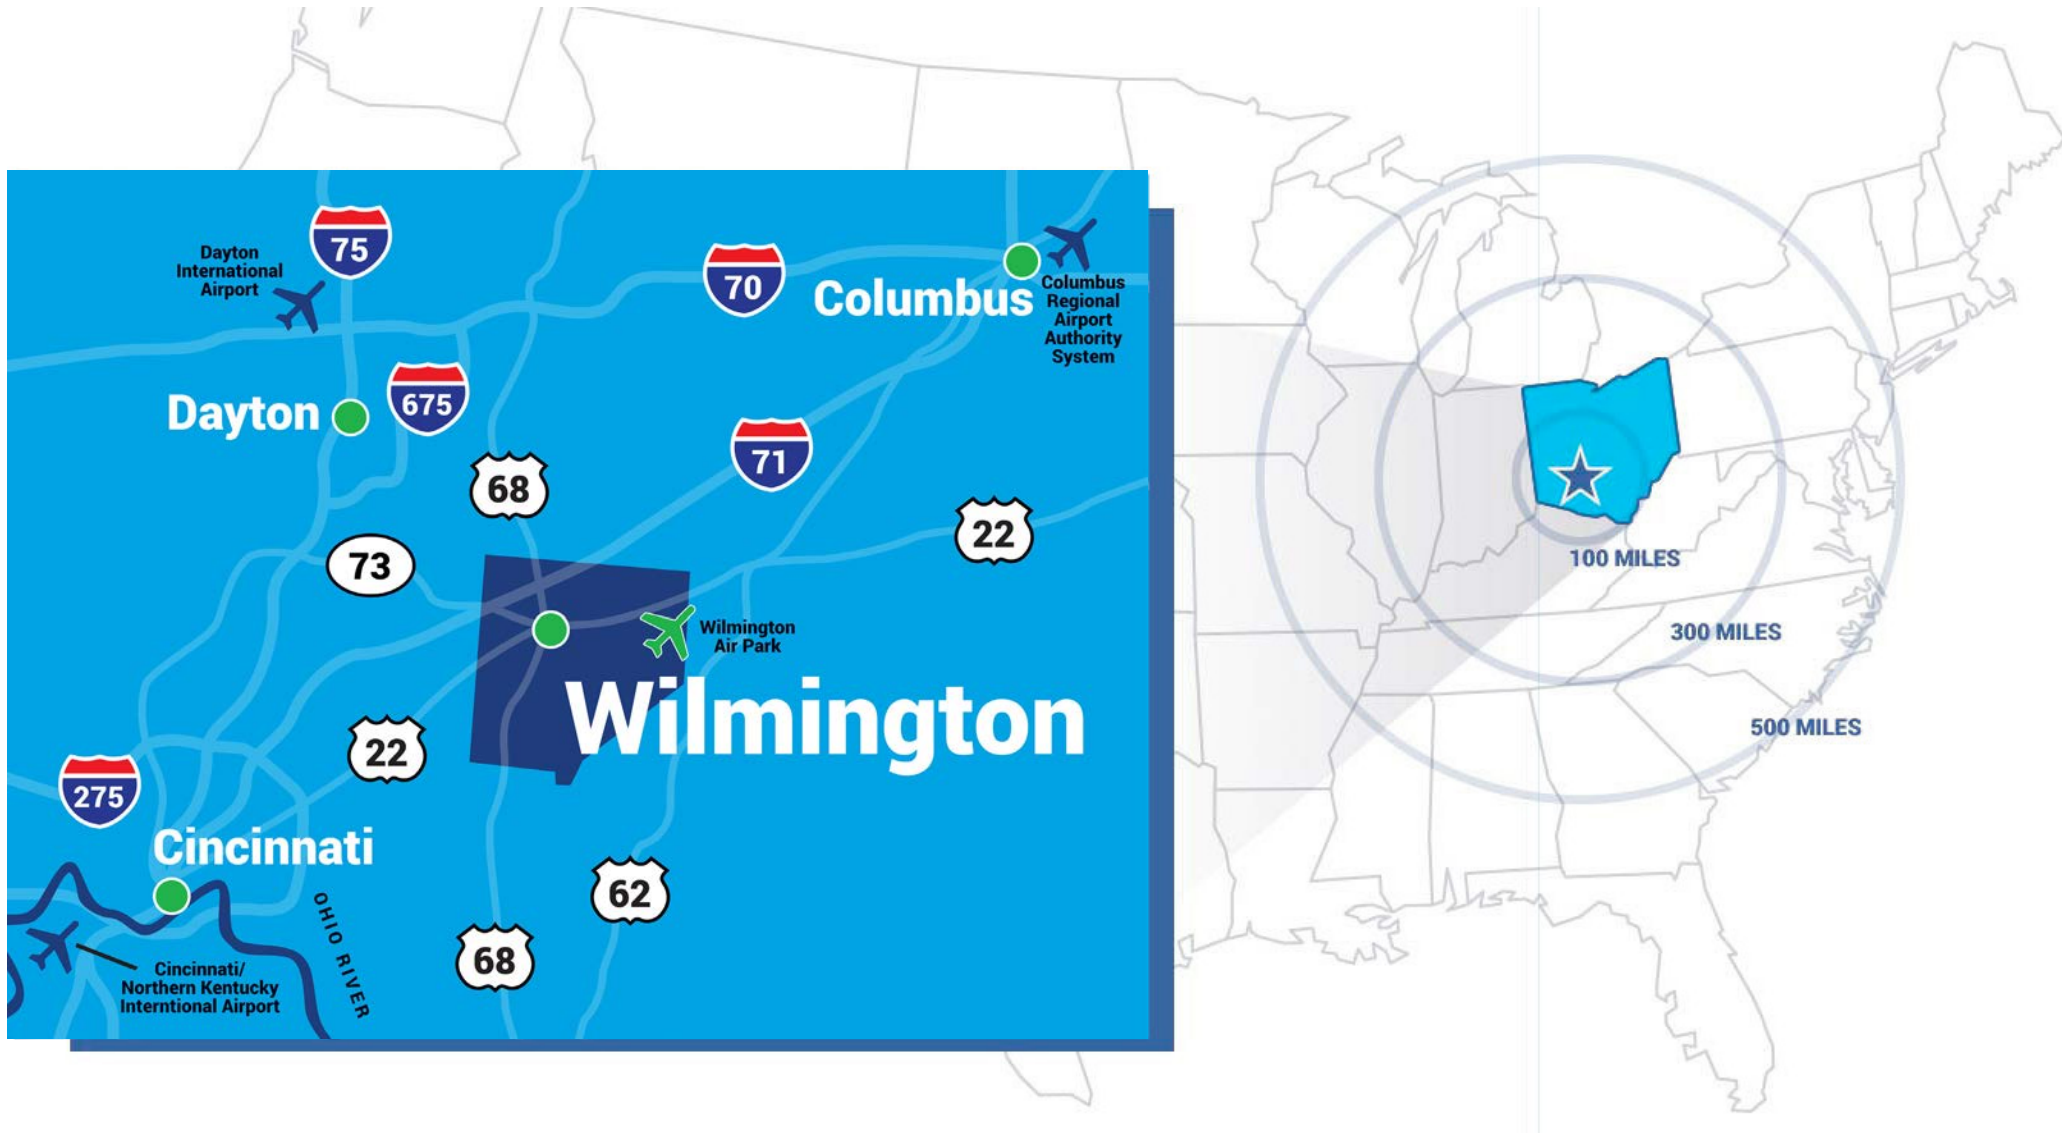 75
Dayton
International
Airport
70
Columbus
Columbus
Regional
Airport
Authority
System
Dayton
675
71
68
22
73
Wilmington
Air Park
Wilmington
22
275
Cincinnati
62
OHIO RIVER
68
Cincinnati/
Northern Kentucky
Interntional Airport
100 MILES
300 MILES
500 MILES